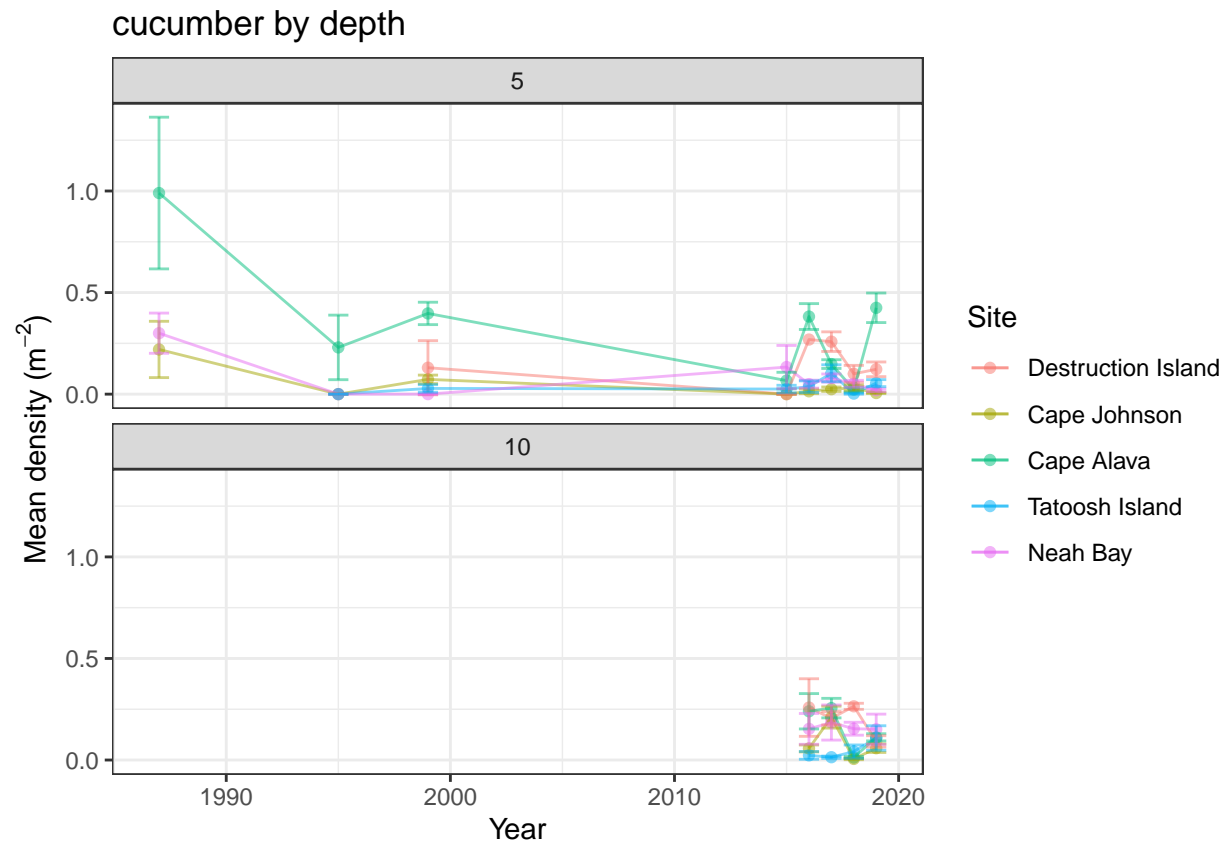 cucumber by depth
5
1.0
0.5
0.0
10
1.0
0.5
0.0
Mean density (m⁻²)
1990
2000
2010
2020
Year
Site
Destruction Island
Cape Johnson
Cape Alava
Tatoosh Island
Neah Bay